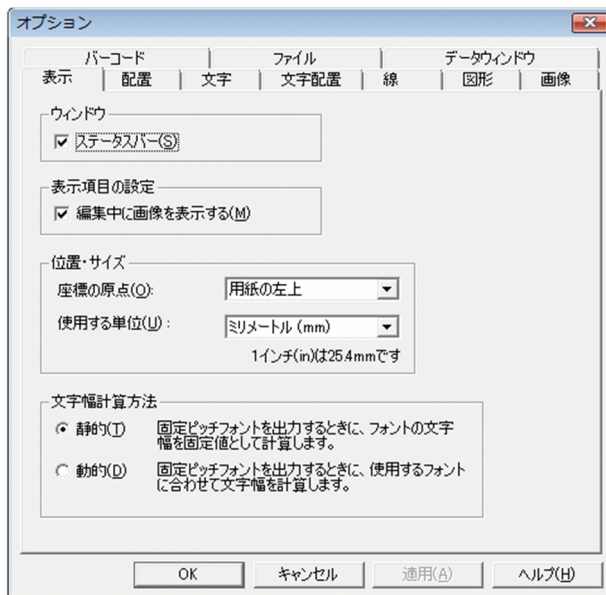 オプション
バーコード ファイル データウィンドウ
表示 配置 文字 文字配置 線 図形 画像
ウィンドウ
ステータスバー(S)
表示項目の設定
編集中に画像を表示する(M)
位置・サイズ
座標の原点(O): 用紙の左上
使用する単位(U): ミリメートル (mm)
1インチ(in)は25.4mmです
文字幅計算方法
静的(T) 固定ピッチフォントを出力するときに、フォントの文字
幅を固定値として計算します。
動的(D) 固定ピッチフォントを出力するときに、使用するフォント
に合わせて文字幅を計算します。
OK キャンセル 適用(A) ヘルプ(H)